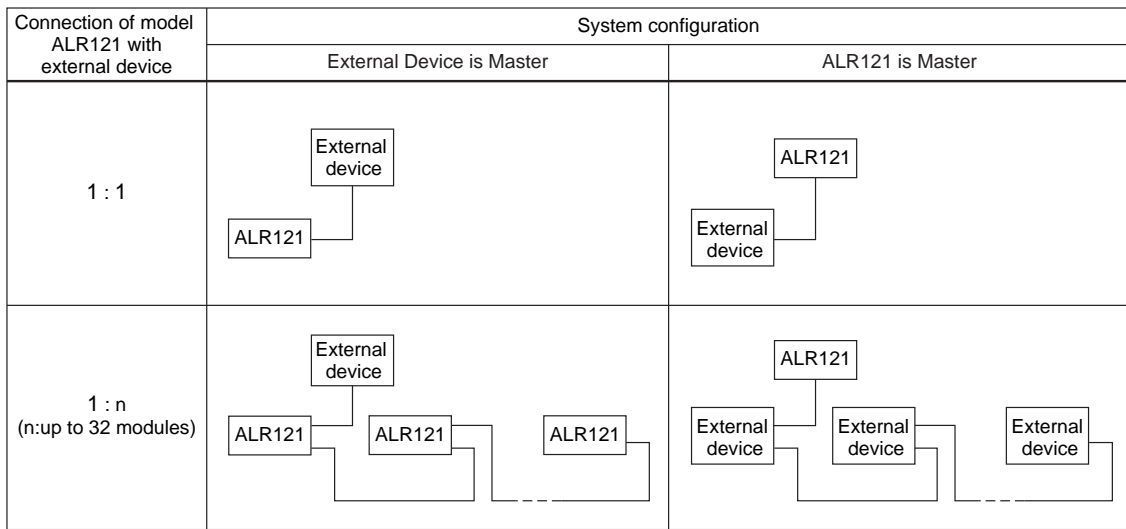 Connection of model
ALR121 with
external device
System configuration
External Device is Master
ALR121 is Master
1 : 1
External
device
ALR121
ALR121
External
device
1 : n
(n:up to 32 modules)
External
device
ALR121
ALR121
ALR121
ALR121
External
device
External
device
External
device